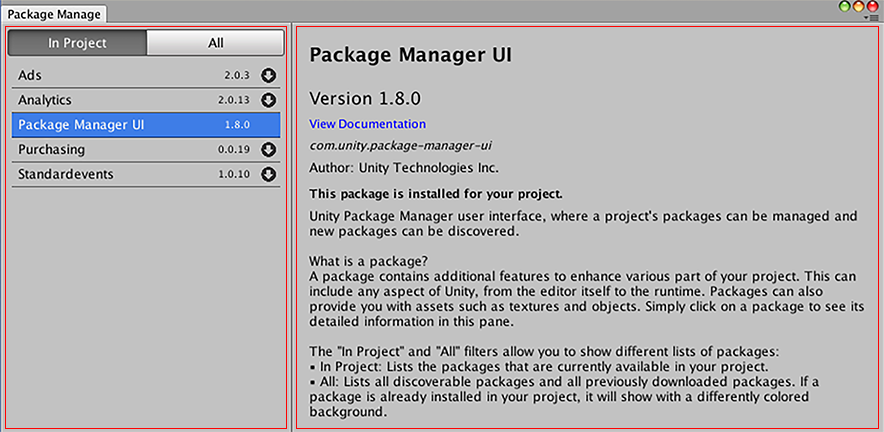 Package Manage
In Project
All
Ads 2.0.3
Analytics 2.0.13
Package Manager UI 1.8.0
Purchasing 0.0.19
Standardevents 1.0.10
Package Manager UI
Version 1.8.0
View Documentation
com.unity.package-manager-ui
Author: Unity Technologies Inc.
This package is installed for your project.
Unity Package Manager user interface, where a project's packages can be managed and
new packages can be discovered.
What is a package?
A package contains additional features to enhance various part of your project. This can
include any aspect of Unity, from the editor itself to the runtime. Packages can also
provide you with assets such as textures and objects. Simply click on a package to see its
detailed information in this pane.
The "In Project" and "All" filters allow you to show different lists of packages:
▪ In Project: Lists the packages that are currently available in your project.
▪ All: Lists all discoverable packages and all previously downloaded packages. If a
package is already installed in your project, it will show with a differently colored
background.